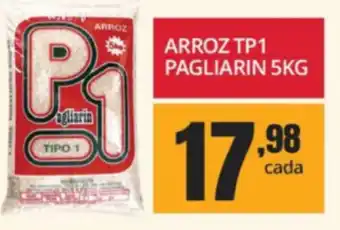 ARROZ
P1
Pagliarin
TIPO 1
ARROZ TP1
PAGLIARIN 5KG
17,98
cada